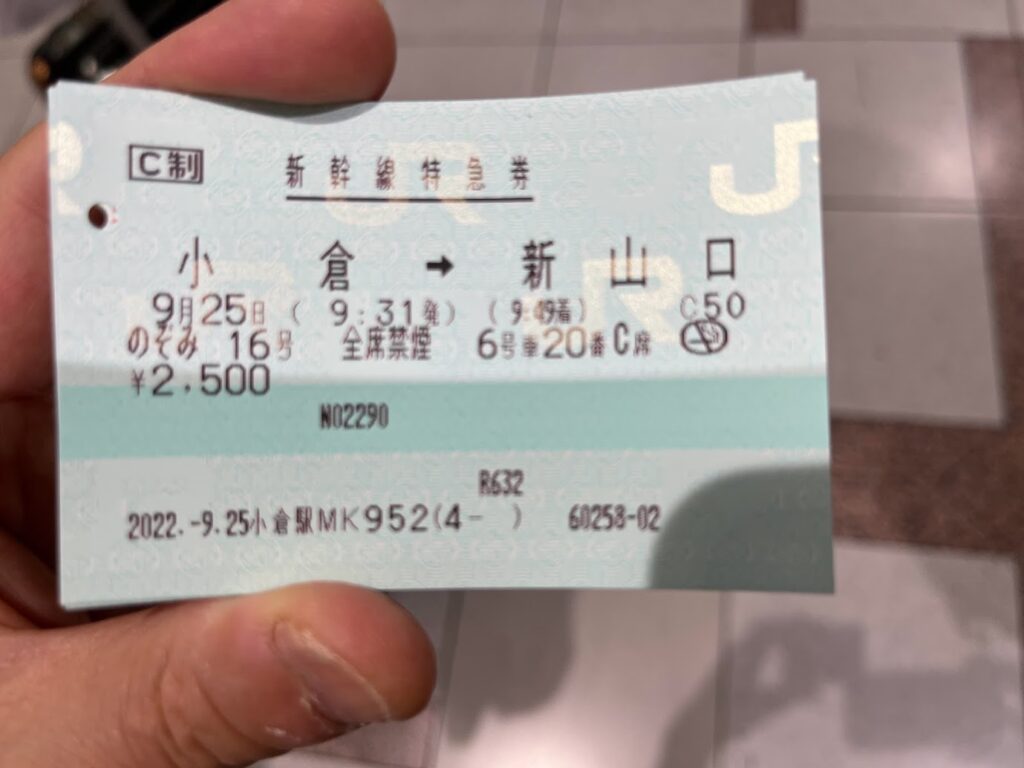 C制 新幹線特急券
小倉 → 新山口
9月25日 ( 9:31発) (9:49着) C50
のぞみ 16号 全席禁煙 6号車20番C席
¥2,500
N02290
R632
2022.-9.25小倉駅MK952(4- ) 60258-02